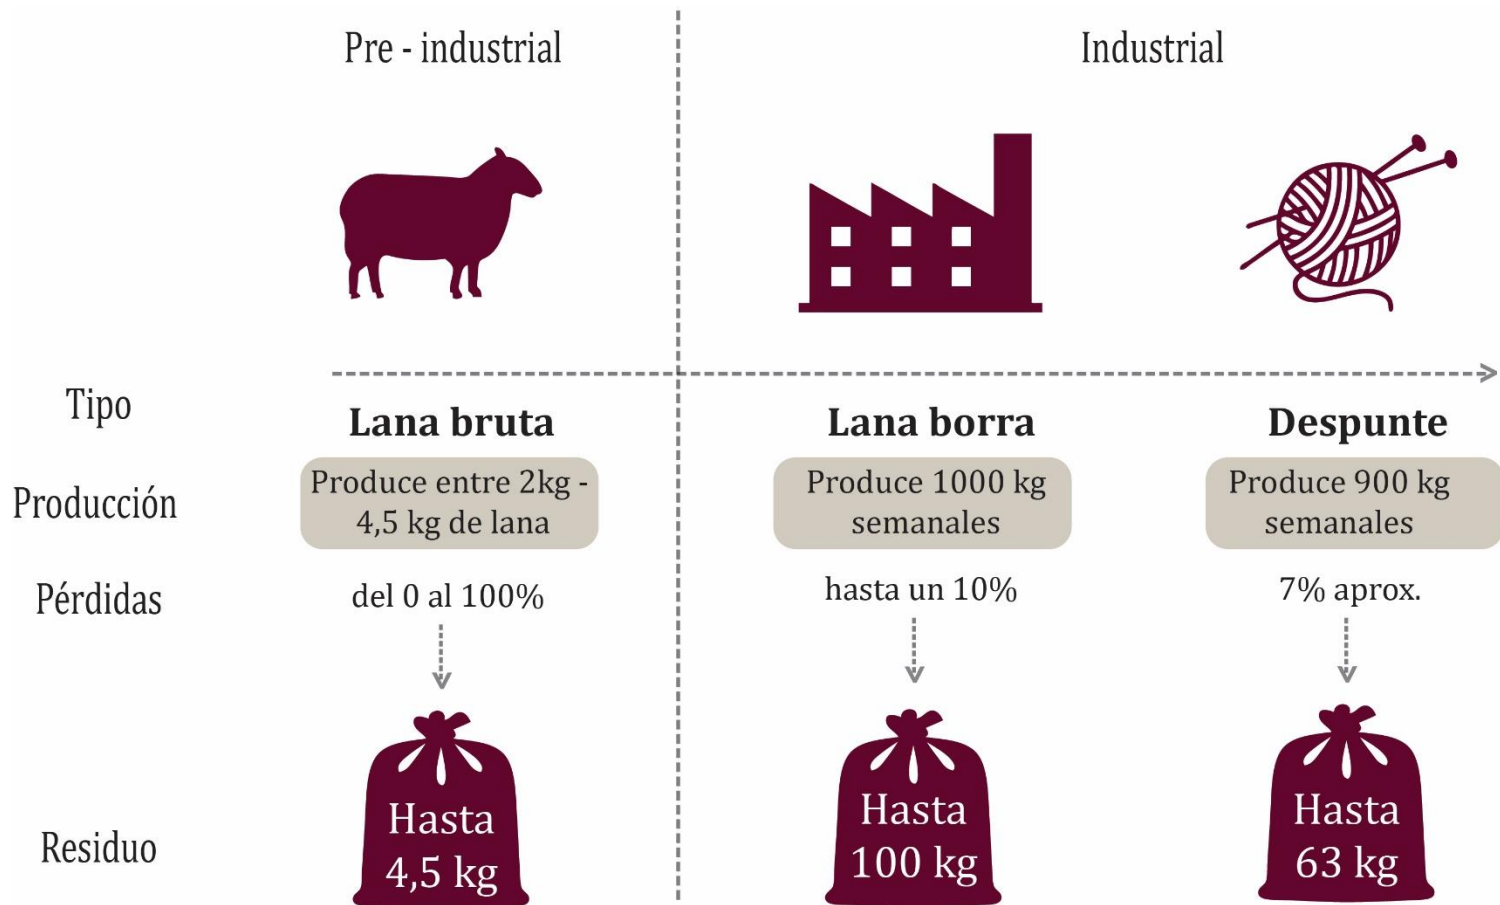 Pre - industrial
Industrial
Tipo
Lana bruta
Lana borra
Despunte
Producción
Produce entre 2kg -
4,5 kg de lana
Produce 1000 kg
semanales
Produce 900 kg
semanales
Pérdidas
del 0 al 100%
hasta un 10%
7% aprox.
Residuo
Hasta
4,5 kg
Hasta
100 kg
Hasta
63 kg